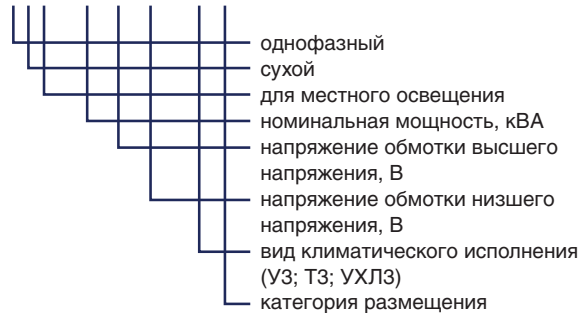 однофазный
сухой
для местного освещения
номинальная мощность, кВА
напряжение обмотки высшего
напряжения, В
напряжение обмотки низшего
напряжения, В
вид климатического исполнения
(У3; Т3; УХЛ3)
категория размещения